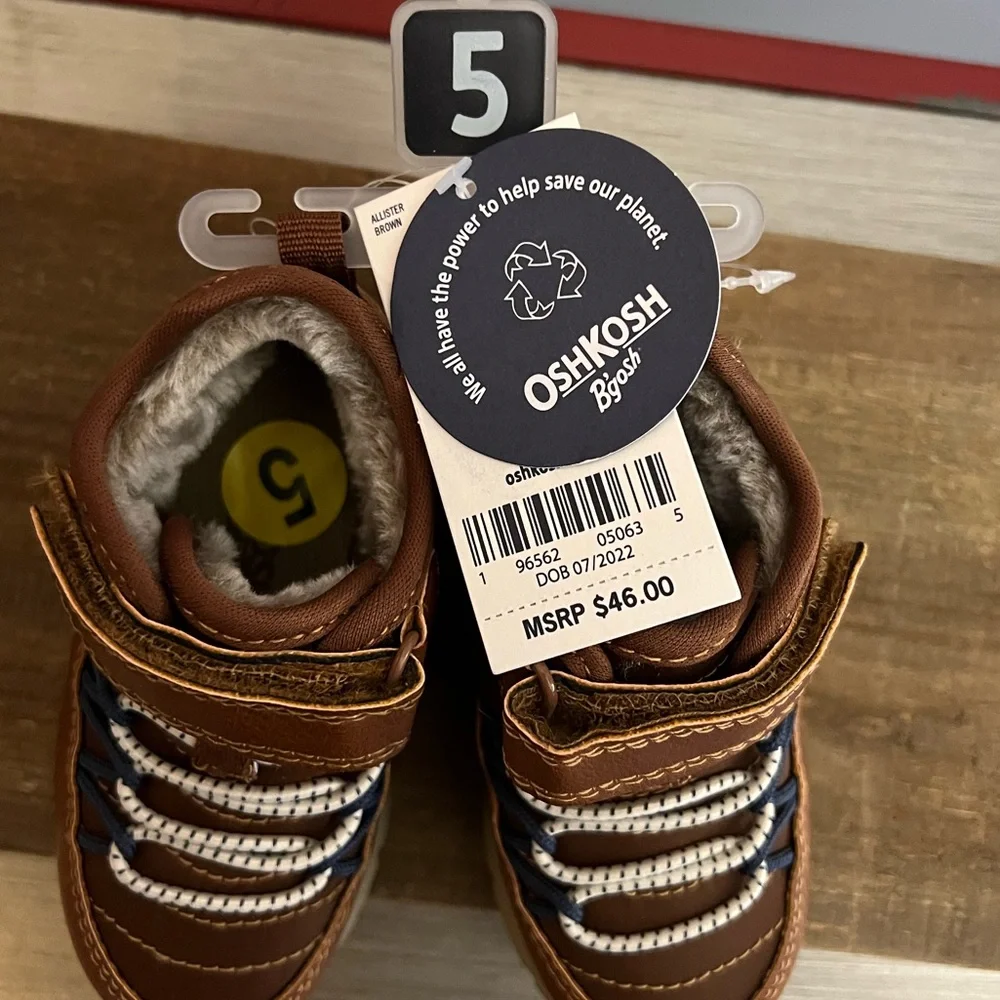 5
ALLISTER
BROWN
We all have the power to help save our planet.
OSHKOSH
B'gosh
5
1 96562 05063 5
DOB 07/2022
MSRP $46.00